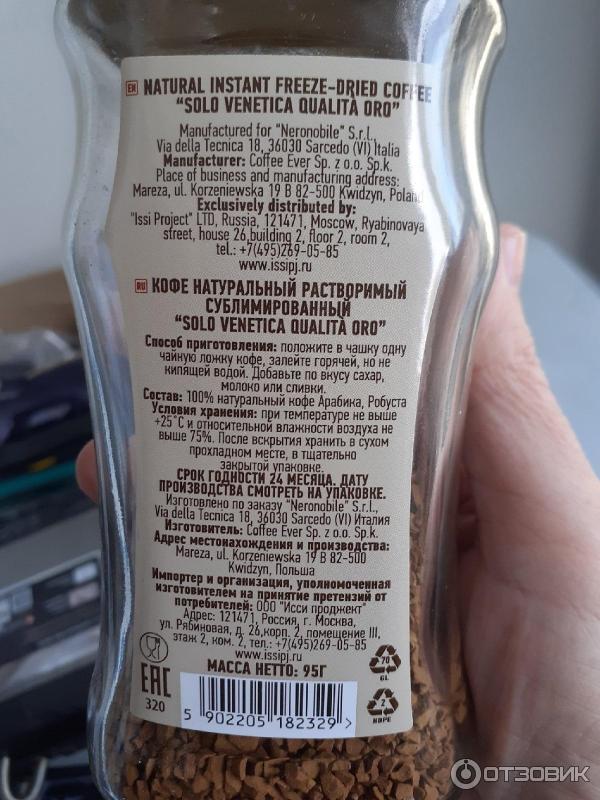 EN NATURAL INSTANT FREEZE-DRIED COFFEE
"SOLO VENETICA QUALITÀ ORO"
Manufactured for "Neronobile" S.r.l.,
Via della Tecnica 18, 36030 Sarcedo (VI) Italia
Manufacturer: Coffee Ever Sp. z o.o. Sp.k.
Place of business and manufacturing address:
Mareza, ul. Korzeniewska 19 B 82-500 Kwidzyn, Poland
Exclusively distributed by:
"Issi Project" LTD, Russia, 121471, Moscow, Ryabinovaya
street, house 26,building 2, floor 2, room 2,
tel.: +7(495)269-05-85
www.issipj.ru
RU КОФЕ НАТУРАЛЬНЫЙ РАСТВОРИМЫЙ
СУБЛИМИРОВАННЫЙ
"SOLO VENETICA QUALITÀ ORO"
Способ приготовления: положите в чашку одну
чайную ложку кофе, залейте горячей, но не
кипящей водой. Добавьте по вкусу сахар,
молоко или сливки.
Состав: 100% натуральный кофе Арабика, Робуста
Условия хранения: при температуре не выше
+25°С и относительной влажности воздуха не
выше 75%. После вскрытия хранить в сухом
прохладном месте, в тщательно
закрытой упаковке.
СРОК ГОДНОСТИ 24 МЕСЯЦА. ДАТУ
ПРОИЗВОДСТВА СМОТРЕТЬ НА УПАКОВКЕ.
Изготовлено по заказу "Neronobile" S.r.l.,
Via della Tecnica 18, 36030 Sarcedo (VI) Италия
Изготовитель: Coffee Ever Sp. z o.o. Sp.k.
Адрес местонахождения и производства:
Mareza, ul. Korzeniewska 19 B 82-500
Kwidzyn, Польша
Импортер и организация, уполномоченная
изготовителем на принятие претензий от
потребителей: ООО "Исси проджект"
Адрес: 121471, Россия, г. Москва,
ул. Рябиновая, д. 26,корп. 2, помещение III,
этаж 2, ком. 2, тел.: +7(495)269-05-85
www.issipj.ru
МАССА НЕТТО: 95Г
EAC
320
5 902205 182329
70
GL
2
HDPE
ОТЗОВИК